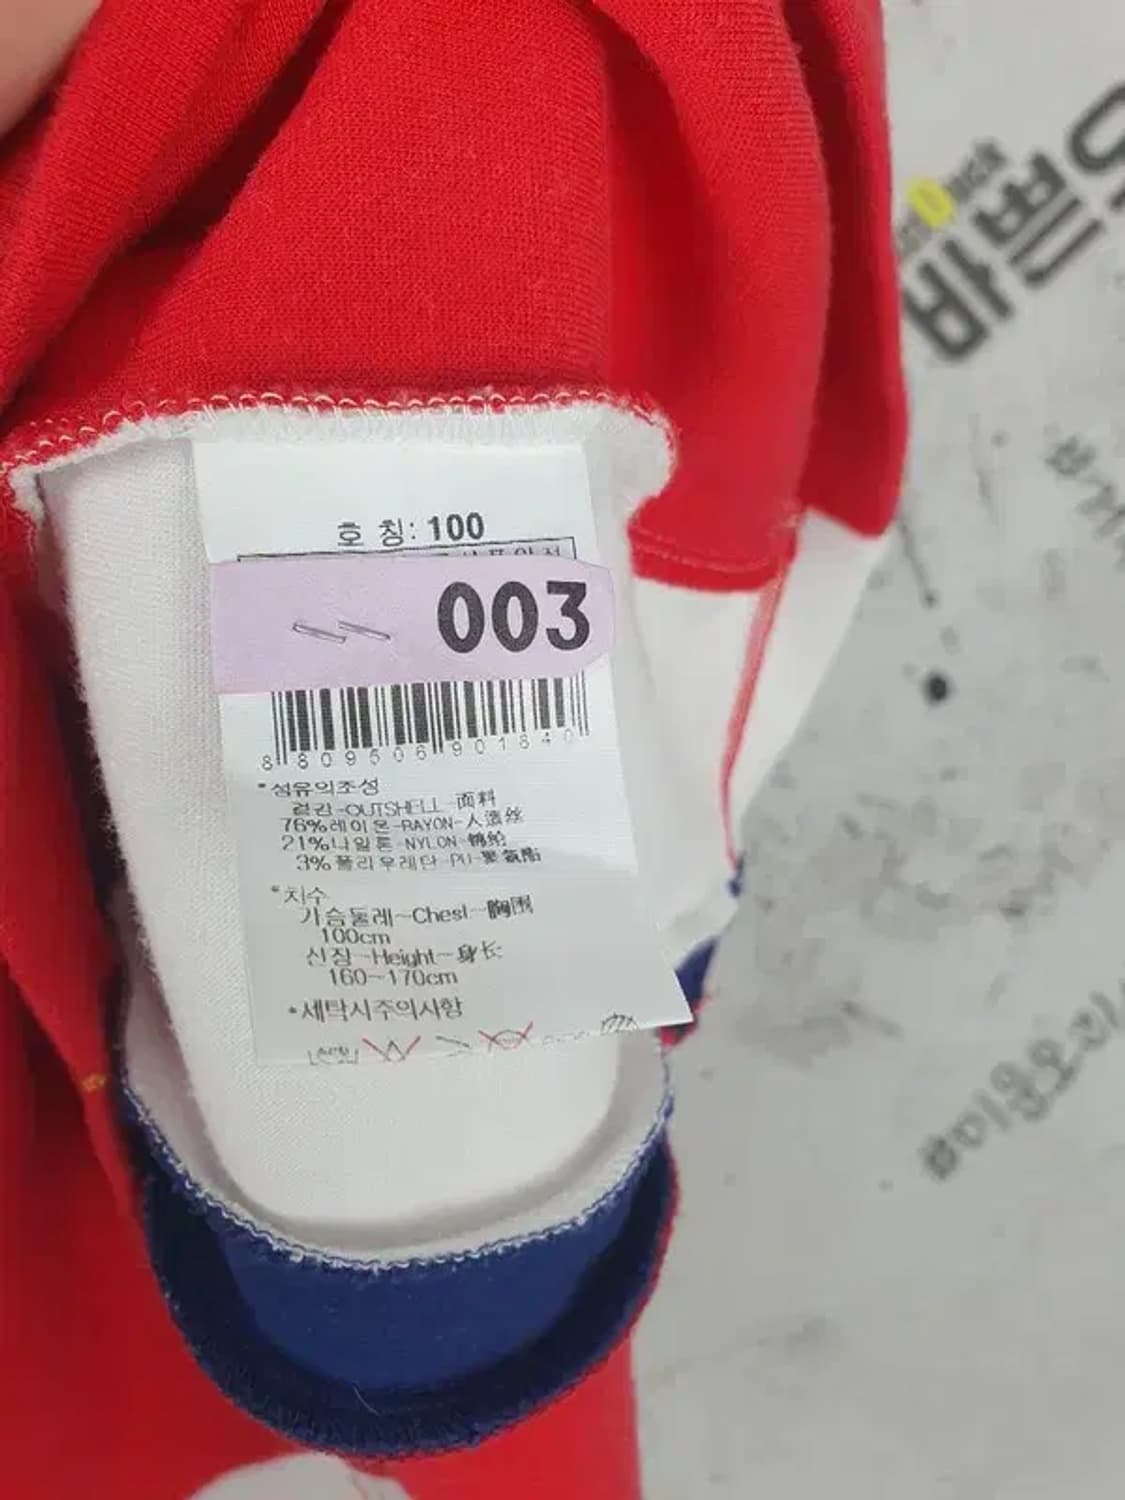 호 칭: 100
003
8 809506 901840
*섬유의조성
겉감-OUTSHELL-面料
76%레이온-RAYON-人造丝
21%나일론-NYLON-锦纶
3%폴리우레탄-PU-聚氨酯
*치수
가슴둘레-Chest-胸围
100cm
신장-Height-身长
160~170cm
*세탁시주의사항